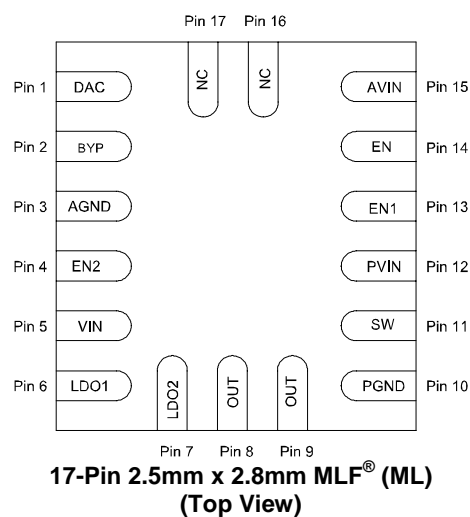 Pin 17 Pin 16
NC NC
Pin 1 DAC AVIN Pin 15
Pin 2 BYP EN Pin 14
Pin 3 AGND EN1 Pin 13
Pin 4 EN2 PVIN Pin 12
Pin 5 VIN SW Pin 11
Pin 6 LDO1 LDO2 OUT OUT PGND Pin 10
Pin 7 Pin 8 Pin 9
17-Pin 2.5mm x 2.8mm MLF® (ML)
(Top View)